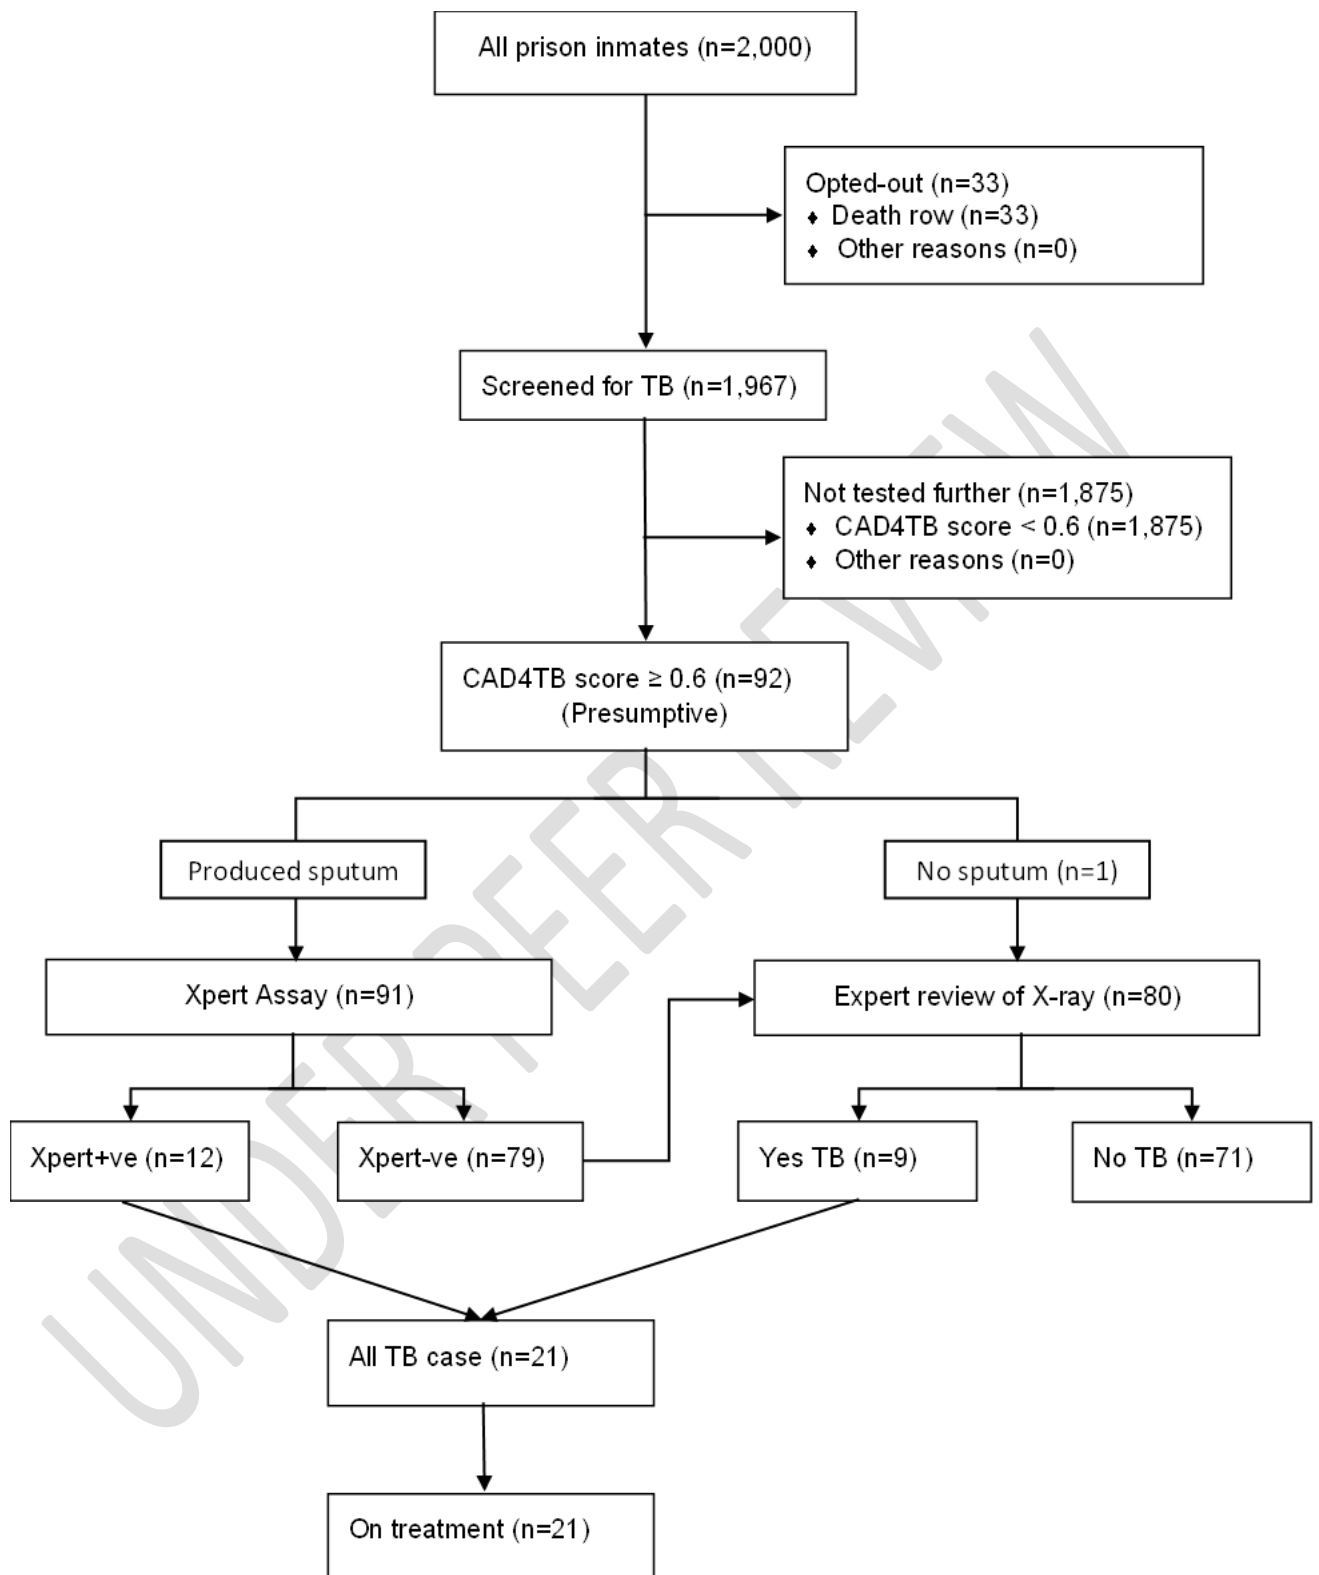 All prison inmates (n=2,000)
Opted-out (n=33)
♦ Death row (n=33)
♦ Other reasons (n=0)
Screened for TB (n=1,967)
Not tested further (n=1,875)
♦ CAD4TB score < 0.6 (n=1,875)
♦ Other reasons (n=0)
CAD4TB score ≥ 0.6 (n=92)
(Presumptive)
Produced sputum
No sputum (n=1)
Xpert Assay (n=91)
Expert review of X-ray (n=80)
Xpert+ve (n=12)
Xpert-ve (n=79)
Yes TB (n=9)
No TB (n=71)
All TB case (n=21)
On treatment (n=21)
UNDER PEER REVIEW